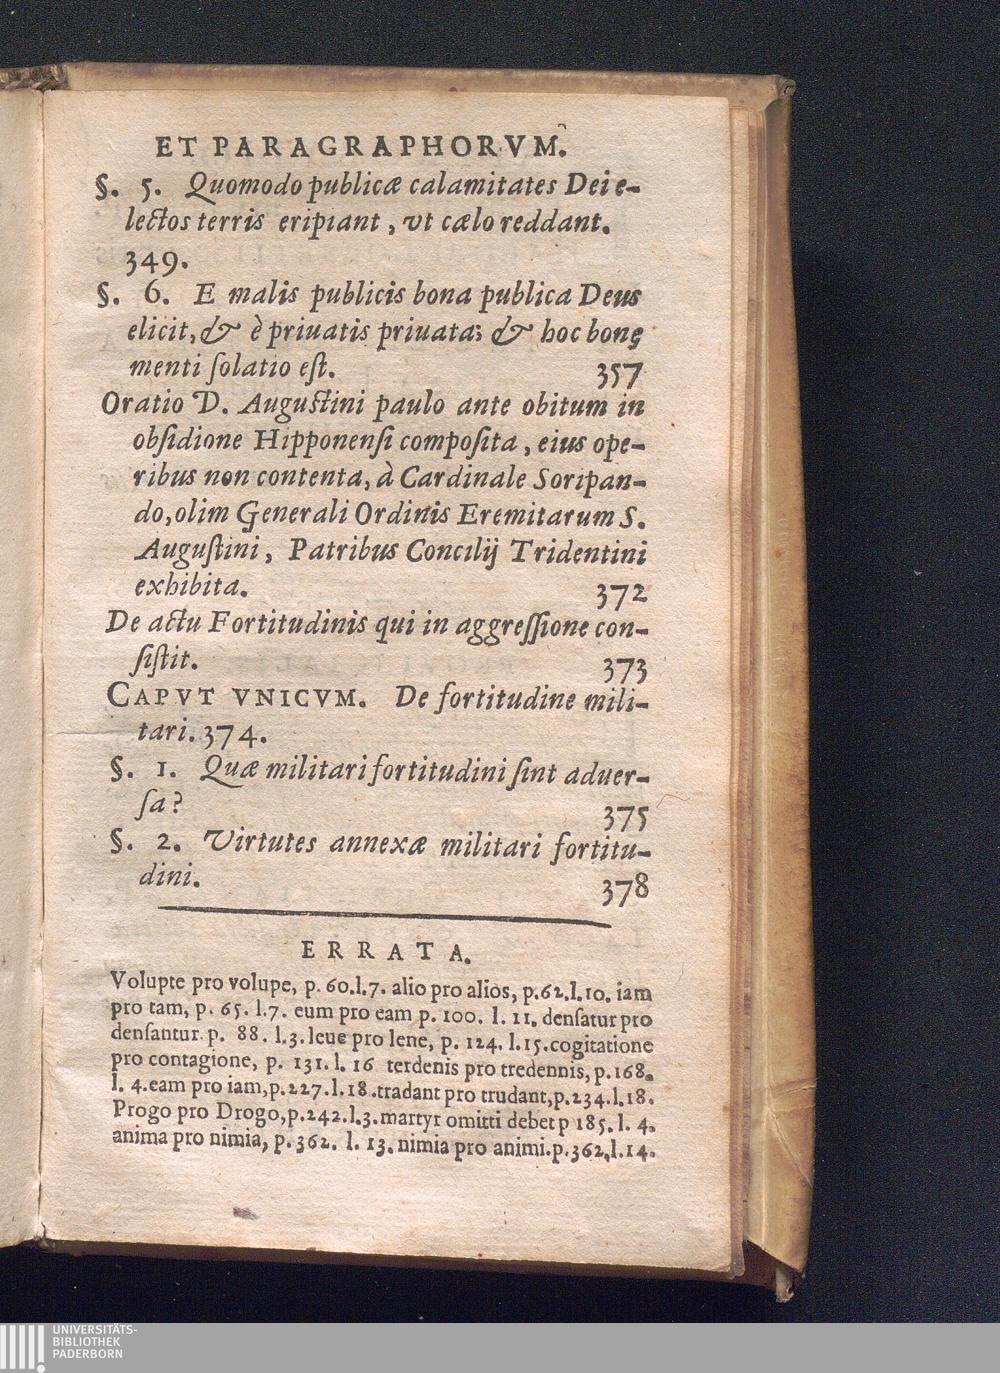 ET PARAGRAPHORVM.
§. 5. Quomodo publicæ calamitates Dei e-
lectos terris eripiant, vt cælo reddant.
349.
§. 6. E malis publicis bona publica Deus
elicit, & è priuatis priuata; & hoc bonę
menti solatio est. 357
Oratio D. Augustini paulo ante obitum in
obsidione Hipponensi composita, eius ope-
ribus non contenta, à Cardinale Soripan-
do, olim Generali Ordinis Eremitarum S.
Augustini, Patribus Concilij Tridentini
exhibita. 372
De actu Fortitudinis qui in aggressione con-
sistit. 373
CAPVT VNICVM. De fortitudine mili-
tari. 374.
§. 1. Quæ militari fortitudini sint aduer-
sa? 375
§. 2. Virtutes annexæ militari fortitu-
dini. 378
ERRATA.
Volupte pro volupe, p. 60.l.7. alio pro aliòs, p.62.l.10. iam
pro tam, p. 65. l.7. eum pro eam p. 100. l. 11. densatur pro
densantur p. 88. l.3. leue pro lene, p. 124. l.15. cogitatione
pro contagione, p. 131. l. 16 terdenis pro tredennis, p.168.
l. 4. eam pro iam, p.227.l.18. tradant pro trudant, p.234.l.18.
Progo pro Drogo, p.242.l.3. martyr omitti debet p 185. l. 4.
anima pro nimia, p.362. l. 13. nimia pro animi. p.362.l.14.
UNIVERSITÄTS-
BIBLIOTHEK
PADERBORN